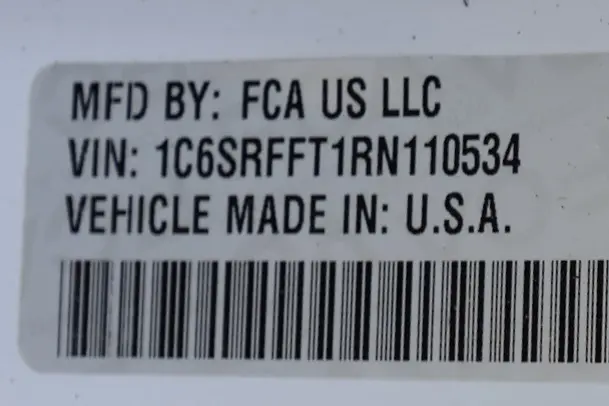 MFD BY: FCA US LLC
VIN: 1C6SRFFT1RN110534
VEHICLE MADE IN: U.S.A.